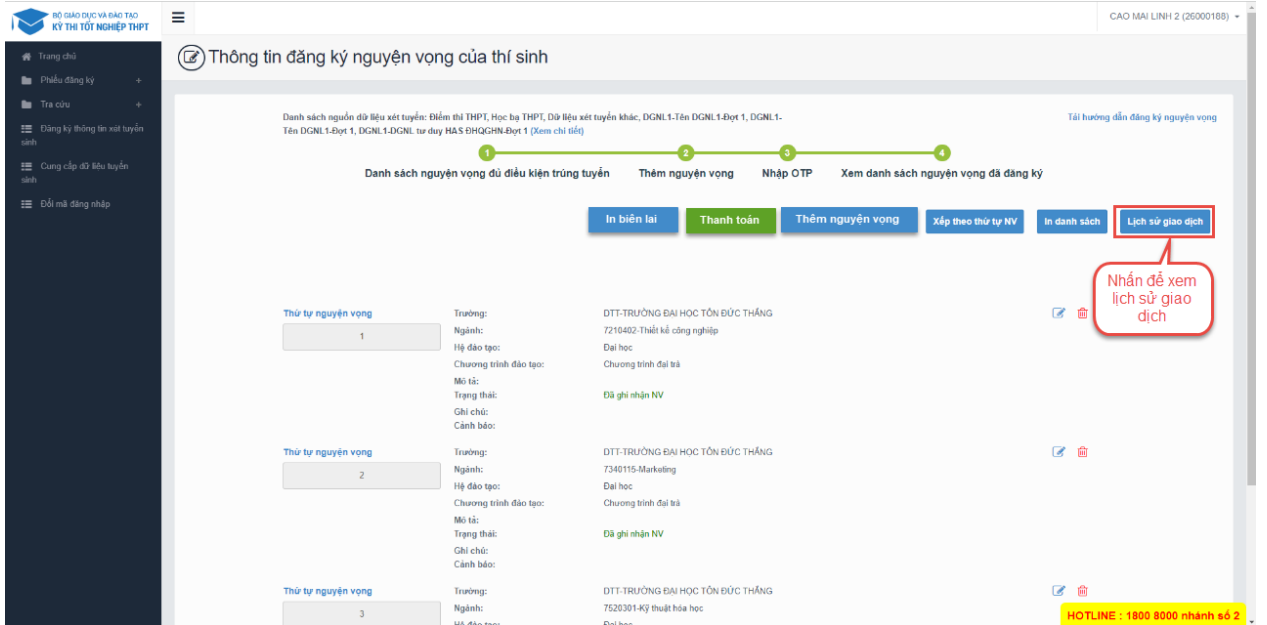 BỘ GIÁO DỤC VÀ ĐÀO TẠO
KỲ THI TỐT NGHIỆP THPT
CAO MAI LINH 2 (26000188)
Trang chủ
Phiếu đăng ký
Tra cứu
Đăng ký thông tin xét tuyển
sinh
Cung cấp dữ liệu tuyển
sinh
Đổi mã đăng nhập
Thông tin đăng ký nguyện vọng của thí sinh
Danh sách nguồn dữ liệu xét tuyển: Điểm thi THPT, Học bạ THPT, Dữ liệu xét tuyển khác, DGNL1-Tên DGNL1-Đợt 1, DGNL1-
Tên DGNL1-Đợt 1, DGNL1-DGNL tư duy HAS ĐHQGHN-Đợt 1 (Xem chi tiết)
Tải hướng dẫn đăng ký nguyện vọng
1 2 3 4
Danh sách nguyện vọng đủ điều kiện trúng tuyển Thêm nguyện vọng Nhập OTP Xem danh sách nguyện vọng đã đăng ký
In biên lai Thanh toán Thêm nguyện vọng Xếp theo thứ tự NV In danh sách Lịch sử giao dịch
Nhấn để xem
lịch sử giao
dịch
Thứ tự nguyện vọng
1
Trường: DTT-TRƯỜNG ĐẠI HỌC TÔN ĐỨC THẮNG
Ngành: 7210402-Thiết kế công nghiệp
Hệ đào tạo: Đại học
Chương trình đào tạo: Chương trình đại trà
Mô tả:
Trạng thái: Đã ghi nhận NV
Ghi chú:
Cảnh báo:
Thứ tự nguyện vọng
2
Trường: DTT-TRƯỜNG ĐẠI HỌC TÔN ĐỨC THẮNG
Ngành: 7340115-Marketing
Hệ đào tạo: Đại học
Chương trình đào tạo: Chương trình đại trà
Mô tả:
Trạng thái: Đã ghi nhận NV
Ghi chú:
Cảnh báo:
Thứ tự nguyện vọng
3
Trường: DTT-TRƯỜNG ĐẠI HỌC TÔN ĐỨC THẮNG
Ngành: 7520301-Kỹ thuật hóa học
Hệ đào tạo: Đại học
HOTLINE : 1800 8000 nhánh số 2